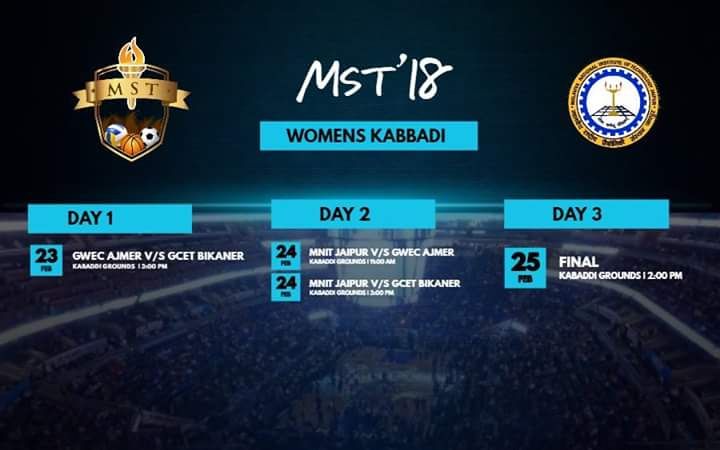 MST
MST'18
WOMENS KABBADI
DAY 1
23 FEB
GWEC AJMER V/S GCET BIKANER
KABADDI GROUNDS | 3:00 PM
DAY 2
24 FEB
MNIT JAIPUR V/S GWEC AJMER
KABADDI GROUNDS | 11:00 AM
24 FEB
MNIT JAIPUR V/S GCET BIKANER
KABADDI GROUNDS | 3:00 PM
DAY 3
25 FEB
FINAL
KABADDI GROUNDS | 2:00 PM